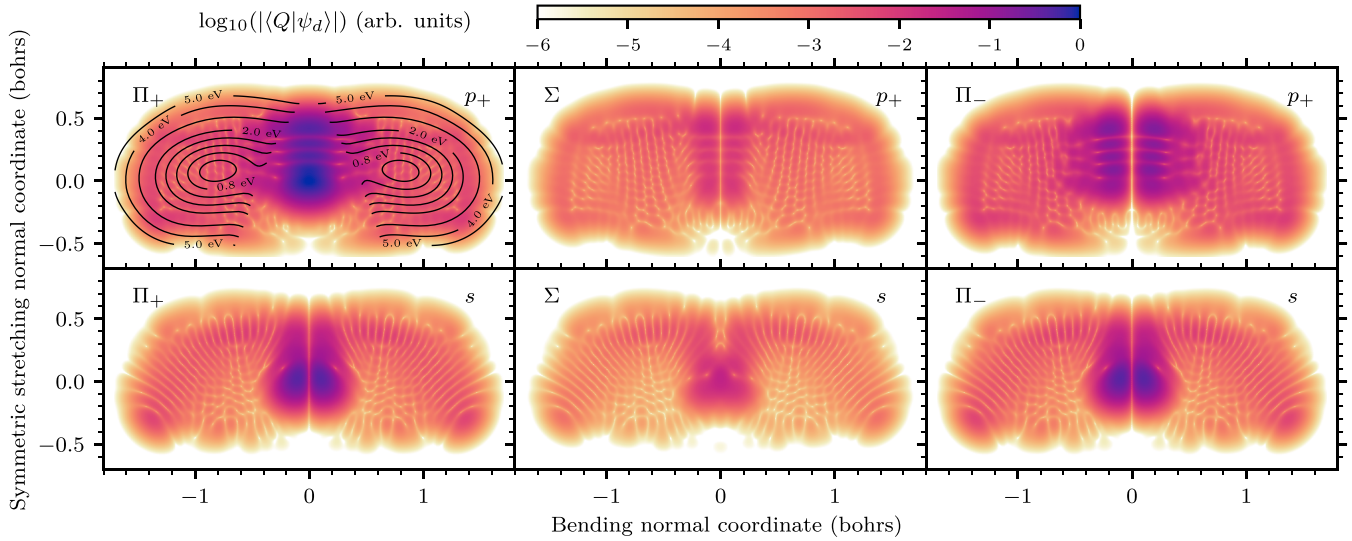 log₁₀(|⟨Q|ψ_d⟩|) (arb. units)
−6 −5 −4 −3 −2 −1 0
Symmetric stretching normal coordinate (bohrs)
Π₊ p₊
5.0 eV 5.0 eV
4.0 eV 2.0 eV 2.0 eV
0.8 eV
0.8 eV
4.0 eV
5.0 eV 5.0 eV
Σ p₊
Π₋ p₊
0.5
0.0
−0.5
Π₊ s
Σ s
Π₋ s
0.5
0.0
−0.5
−1 0 1
−1 0 1
−1 0 1
Bending normal coordinate (bohrs)